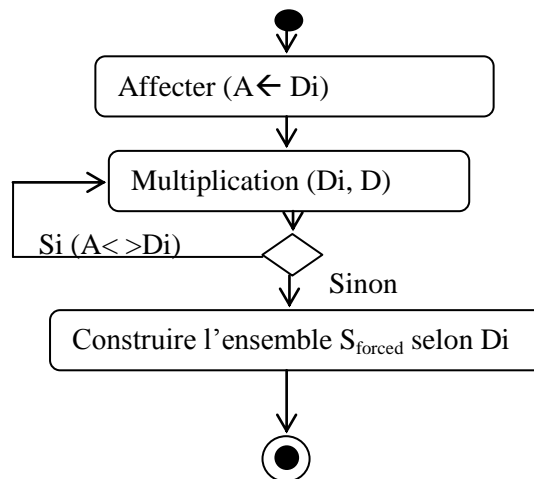 Affecter (A← Di)
Multiplication (Di, D)
Si (A< >Di)
Sinon
Construire l’ensemble Sforced selon Di